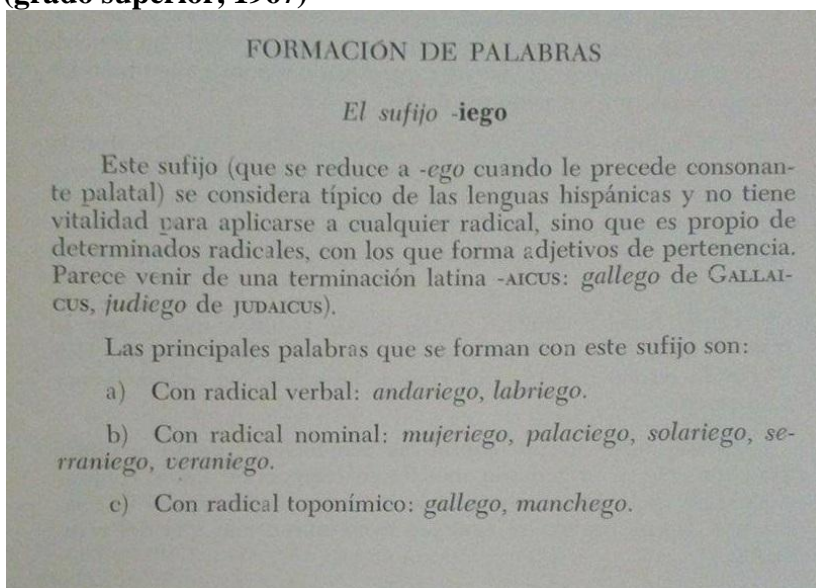 (grado superior, 1967)
FORMACIÓN DE PALABRAS
El sufijo -iego
Este sufijo (que se reduce a -ego cuando le precede consonan-
te palatal) se considera típico de las lenguas hispánicas y no tiene
vitalidad para aplicarse a cualquier radical, sino que es propio de
determinados radicales, con los que forma adjetivos de pertenencia.
Parece venir de una terminación latina -AICUS: gallego de GALLAI-
CUS, judiego de JUDAICUS).
Las principales palabras que se forman con este sufijo son:
a) Con radical verbal: andariego, labriego.
b) Con radical nominal: mujeriego, palaciego, solariego, se-
rraniego, veraniego.
c) Con radical toponímico: gallego, manchego.